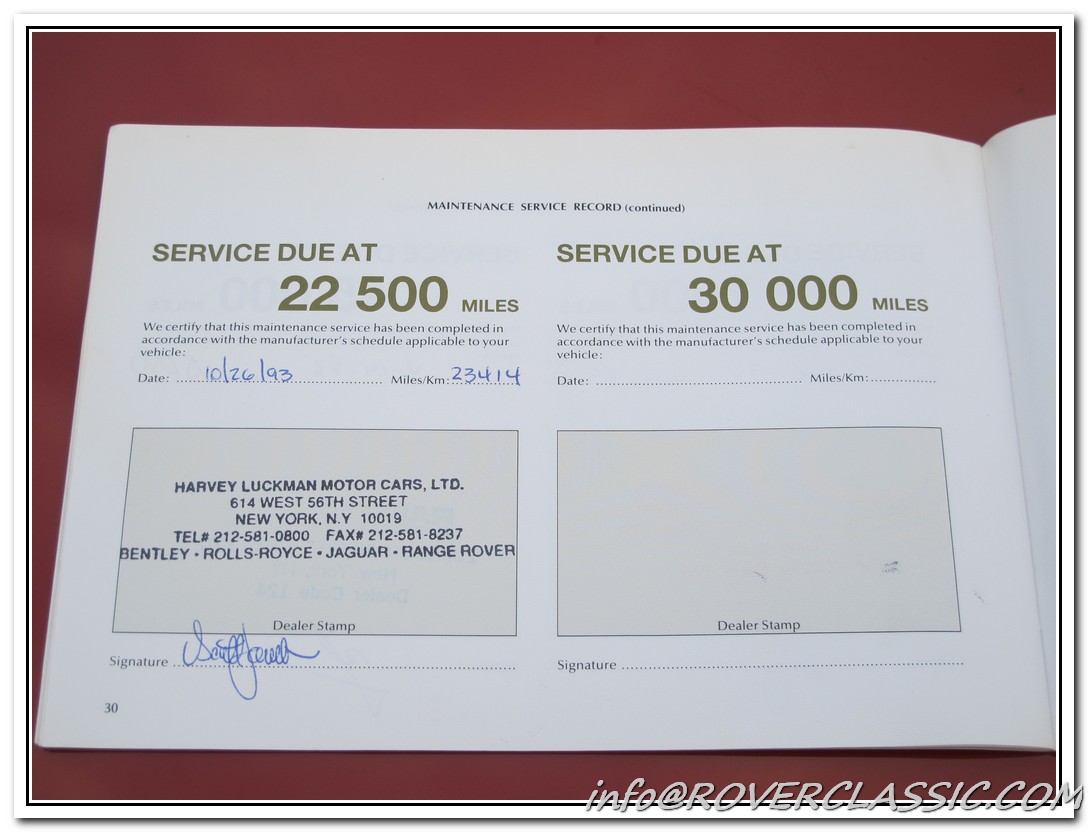 MAINTENANCE SERVICE RECORD (continued)
SERVICE DUE AT
22 500 MILES
We certify that this maintenance service has been completed in
accordance with the manufacturer's schedule applicable to your
vehicle:
Date: 10/26/93 Miles/Km: 23414
HARVEY LUCKMAN MOTOR CARS, LTD.
614 WEST 56TH STREET
NEW YORK, N.Y 10019
TEL# 212-581-0800 FAX# 212-581-8237
BENTLEY • ROLLS-ROYCE • JAGUAR • RANGE ROVER
Dealer Stamp
Signature
SERVICE DUE AT
30 000 MILES
We certify that this maintenance service has been completed in
accordance with the manufacturer's schedule applicable to your
vehicle:
Date: Miles/Km:
Dealer Stamp
Signature
30
info@ROVERCLASSIC.COM